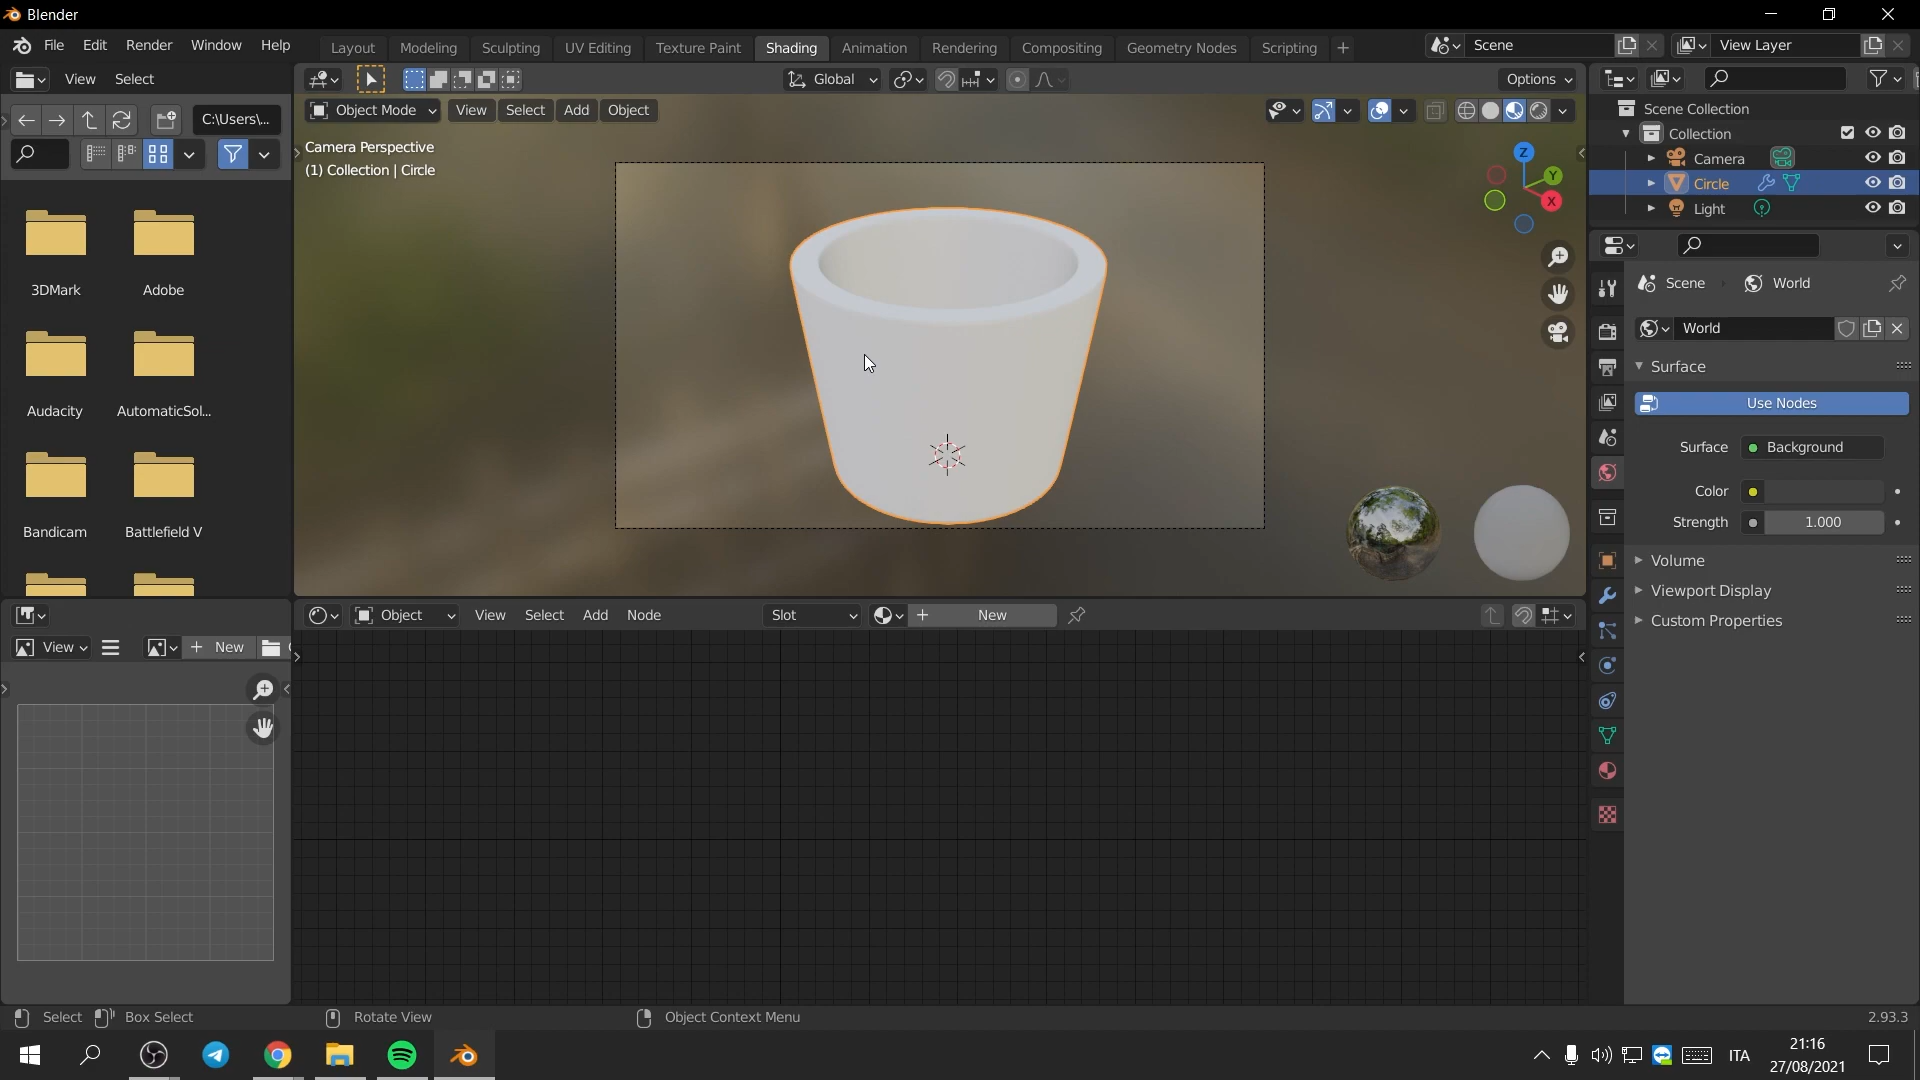 Blender
File Edit Render Window Help Layout Modeling Sculpting UV Editing Texture Paint Shading Animation Rendering Compositing Geometry Nodes Scripting + Scene View Layer
View Select
Global Options
C:\Users\...
Object Mode View Select Add Object
Camera Perspective
(1) Collection | Circle
3DMark Adobe
Audacity AutomaticSol...
Bandicam Battlefield V
Z
Y
X
Scene Collection
Collection
Camera
Circle
Light
Scene World
World
Surface
Use Nodes
Surface Background
Color
Strength 1.000
Volume
Viewport Display
Custom Properties
Object View Select Add Node Slot + New
View + New
Select Box Select Rotate View Object Context Menu 2.93.3
ITA
21:16
27/08/2021